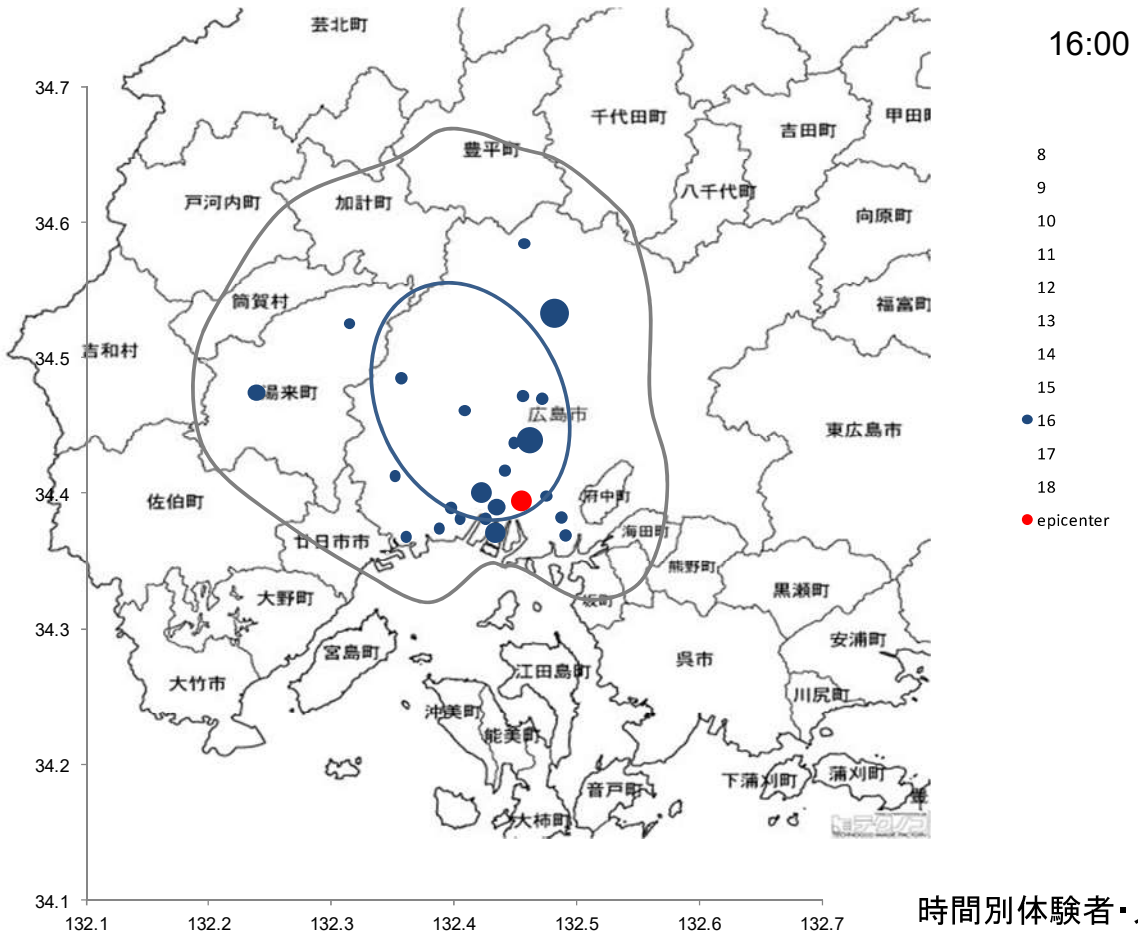 16:00
芸北町
34.7
千代田町
吉田町
豊平町
戸河内町
加計町
八千代町
向原町
34.6
筒賀村
福富町
吉和村
34.5
湯来町
広島市
東広島市
佐伯町
34.4
府中町
廿日市市
海田町
熊野町
大野町
坂町
黒瀬町
34.3
宮島町
安浦町
大竹市
江田島町
呉市
沖美町
川尻町
能美町
34.2
音戸町
下蒲刈町
蒲刈町
大柿町
34.1
132.1 132.2 132.3 132.4 132.5 132.6 132.7
8
9
10
11
12
13
14
15
16
17
18
epicenter
時間別体験者・